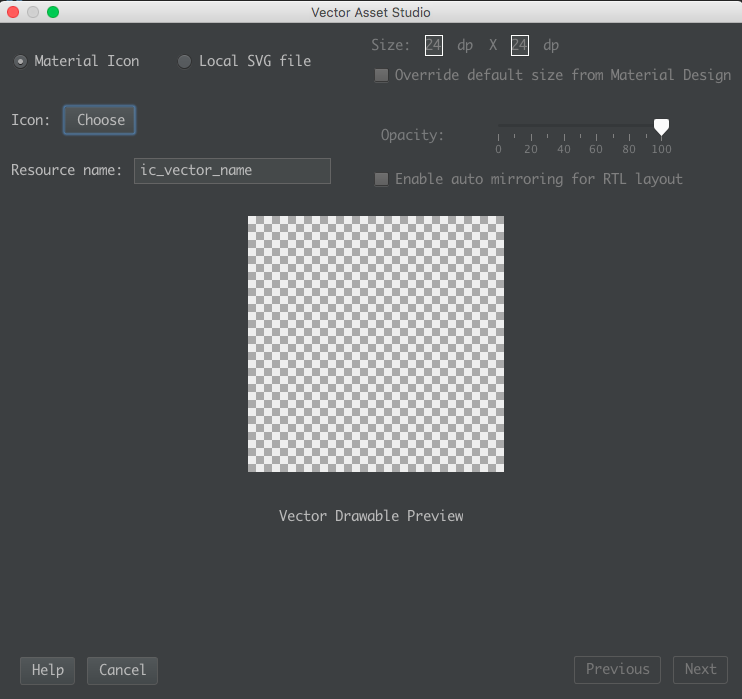 Vector Asset Studio
Material Icon
Local SVG file
Size: 24 dp X 24 dp
Override default size from Material Design
Icon: Choose
Opacity:
0 20 40 60 80 100
Resource name: ic_vector_name
Enable auto mirroring for RTL layout
Vector Drawable Preview
Help
Cancel
Previous
Next